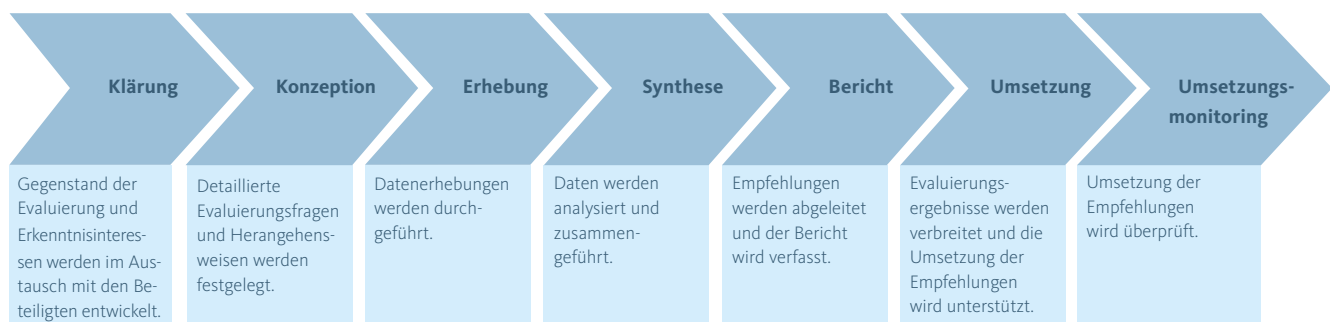 Klärung
Konzeption
Erhebung
Synthese
Bericht
Umsetzung
Umsetzungs-
monitoring
Gegenstand der
Evaluierung und
Erkenntnisinteres-
sen werden im Aus-
tausch mit den Be-
teiligten entwickelt.
Detaillierte
Evaluierungsfragen
und Herangehens-
weisen werden
festgelegt.
Datenerhebungen
werden durch-
geführt.
Daten werden
analysiert und
zusammen-
geführt.
Empfehlungen
werden abgeleitet
und der Bericht
wird verfasst.
Evaluierungs-
ergebnisse werden
verbreitet und die
Umsetzung der
Empfehlungen
wird unterstützt.
Umsetzung der
Empfehlungen
wird überprüft.